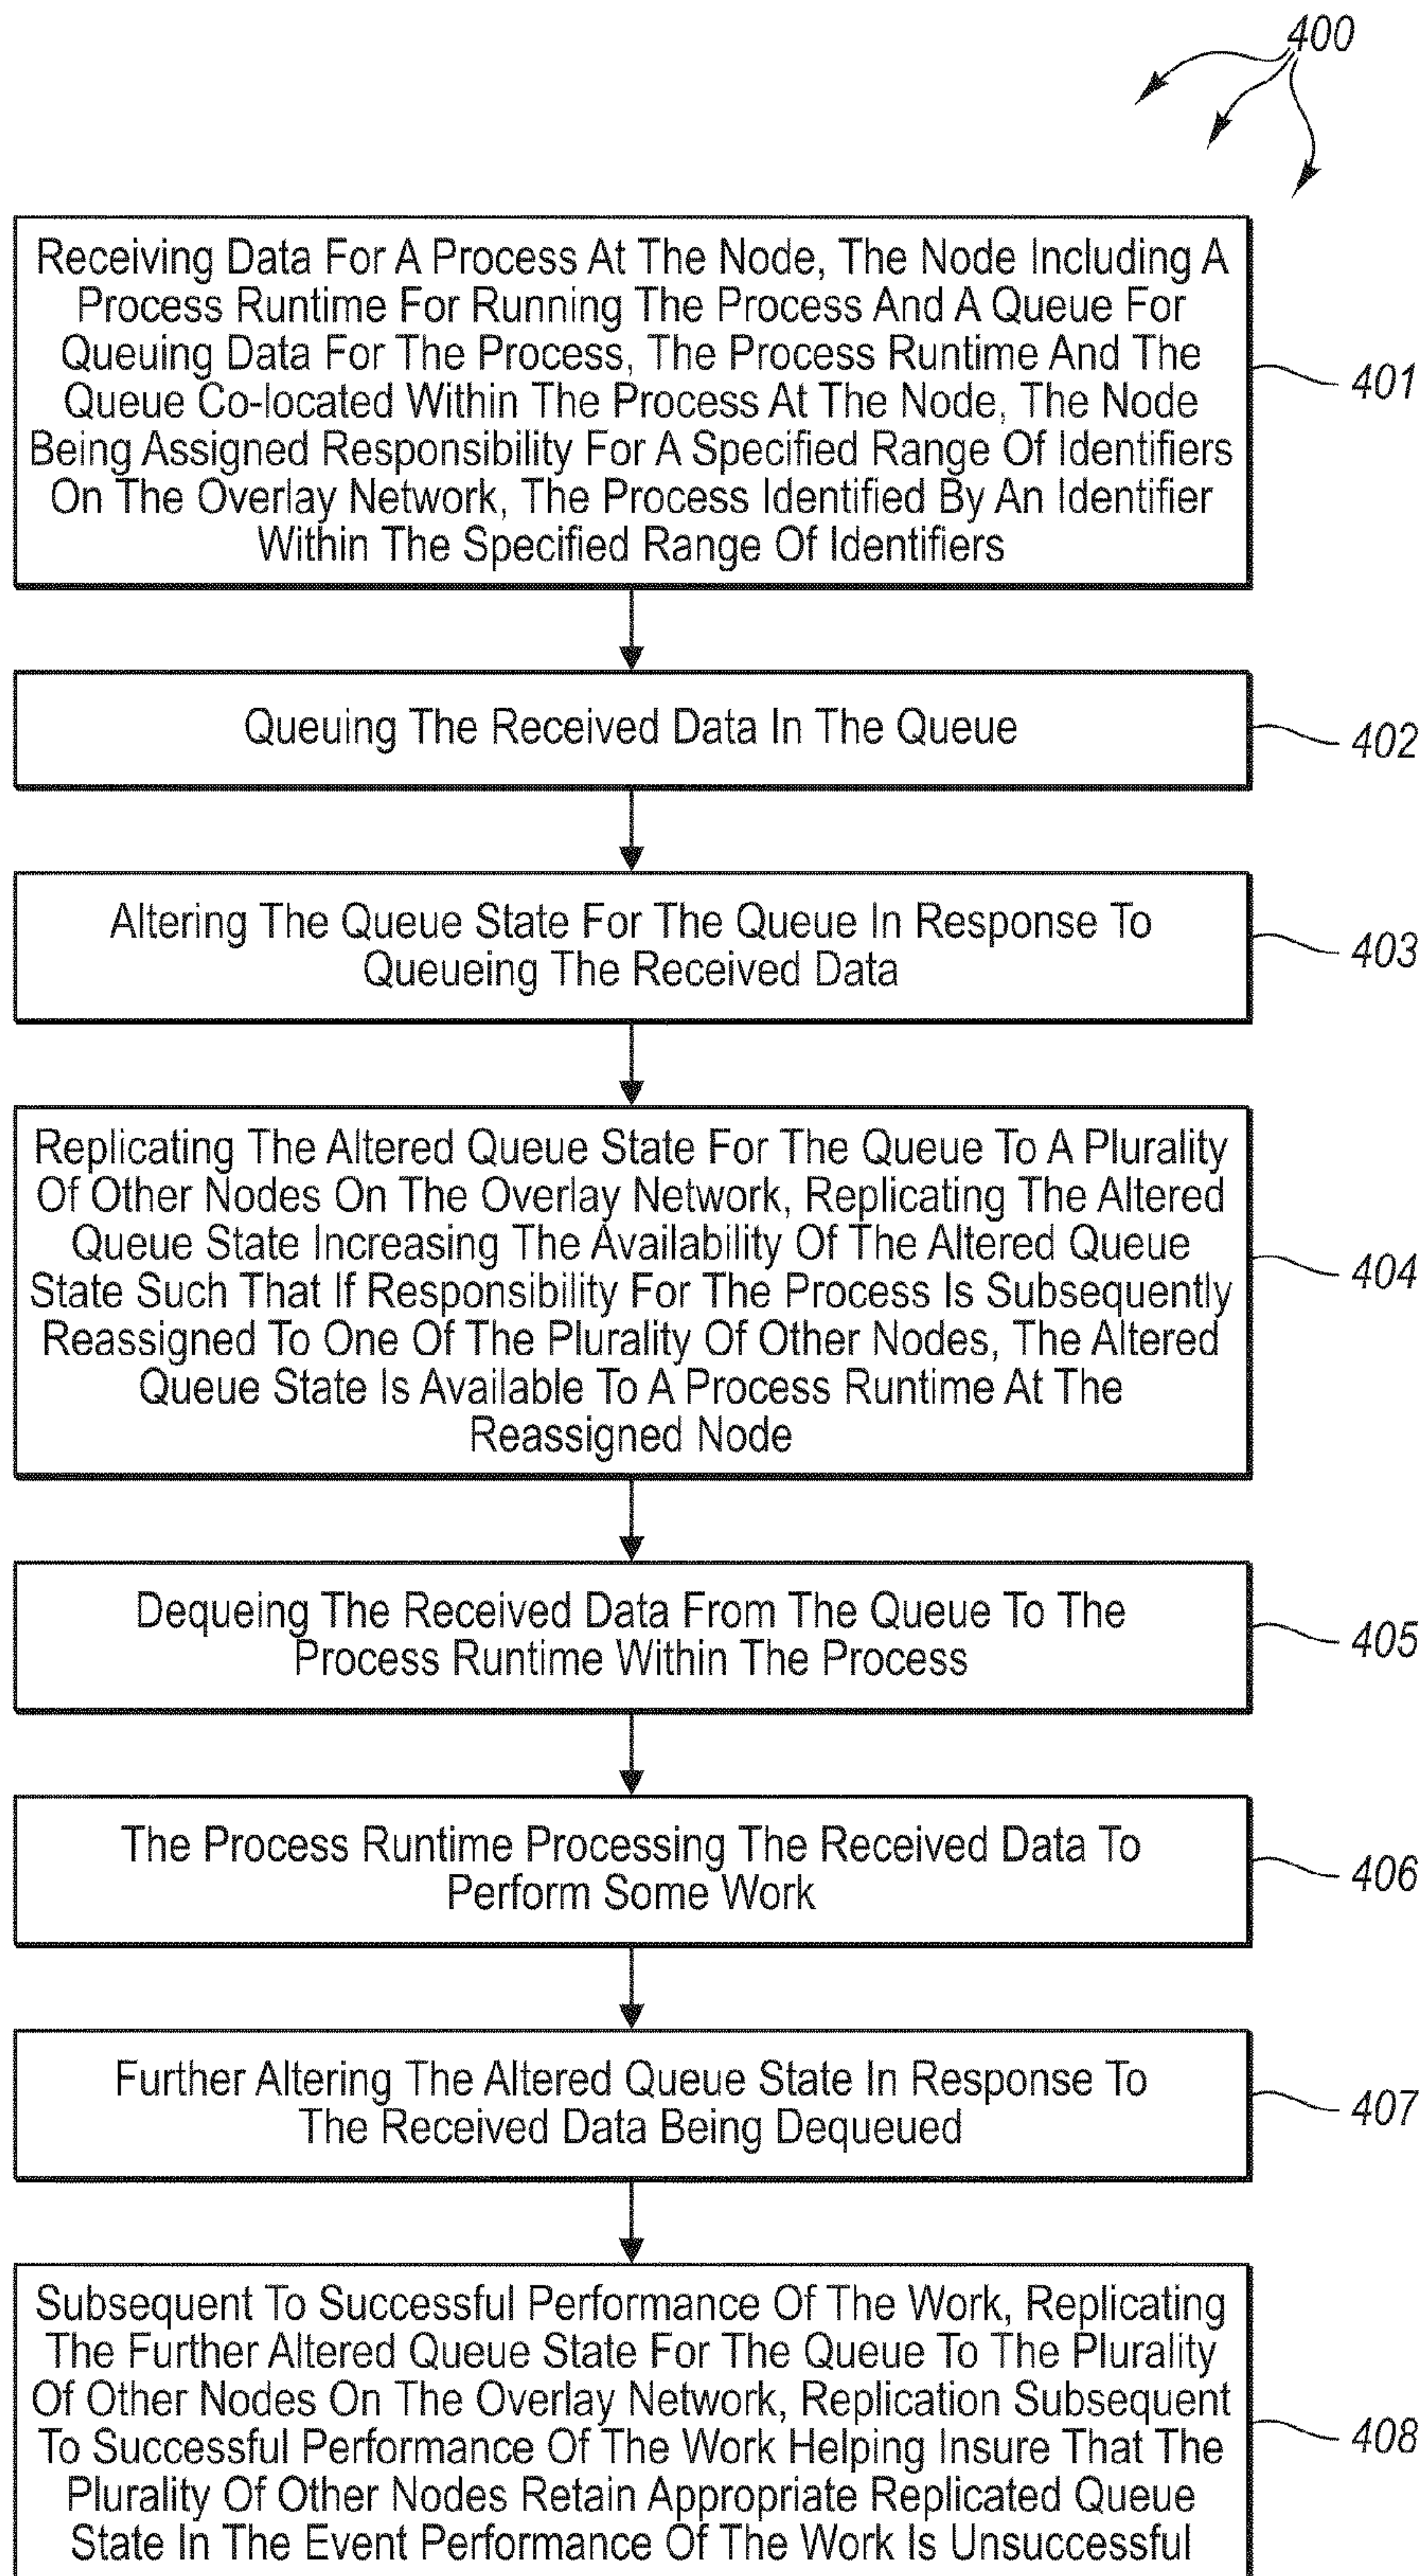 400
Receiving Data For A Process At The Node, The Node Including A
Process Runtime For Running The Process And A Queue For
Queuing Data For The Process, The Process Runtime And The
Queue Co-located Within The Process At The Node, The Node
Being Assigned Responsibility For A Specified Range Of Identifiers
On The Overlay Network, The Process Identified By An Identifier
Within The Specified Range Of Identifiers
401
Queuing The Received Data In The Queue
402
Altering The Queue State For The Queue In Response To
Queueing The Received Data
403
Replicating The Altered Queue State For The Queue To A Plurality
Of Other Nodes On The Overlay Network, Replicating The Altered
Queue State Increasing The Availability Of The Altered Queue
State Such That If Responsibility For The Process Is Subsequently
Reassigned To One Of The Plurality Of Other Nodes, The Altered
Queue State Is Available To A Process Runtime At The
Reassigned Node
404
Dequeing The Received Data From The Queue To The
Process Runtime Within The Process
405
The Process Runtime Processing The Received Data To
Perform Some Work
406
Further Altering The Altered Queue State In Response To
The Received Data Being Dequeued
407
Subsequent To Successful Performance Of The Work, Replicating
The Further Altered Queue State For The Queue To The Plurality
Of Other Nodes On The Overlay Network, Replication Subsequent
To Successful Performance Of The Work Helping Insure That The
Plurality Of Other Nodes Retain Appropriate Replicated Queue
State In The Event Performance Of The Work Is Unsuccessful
408